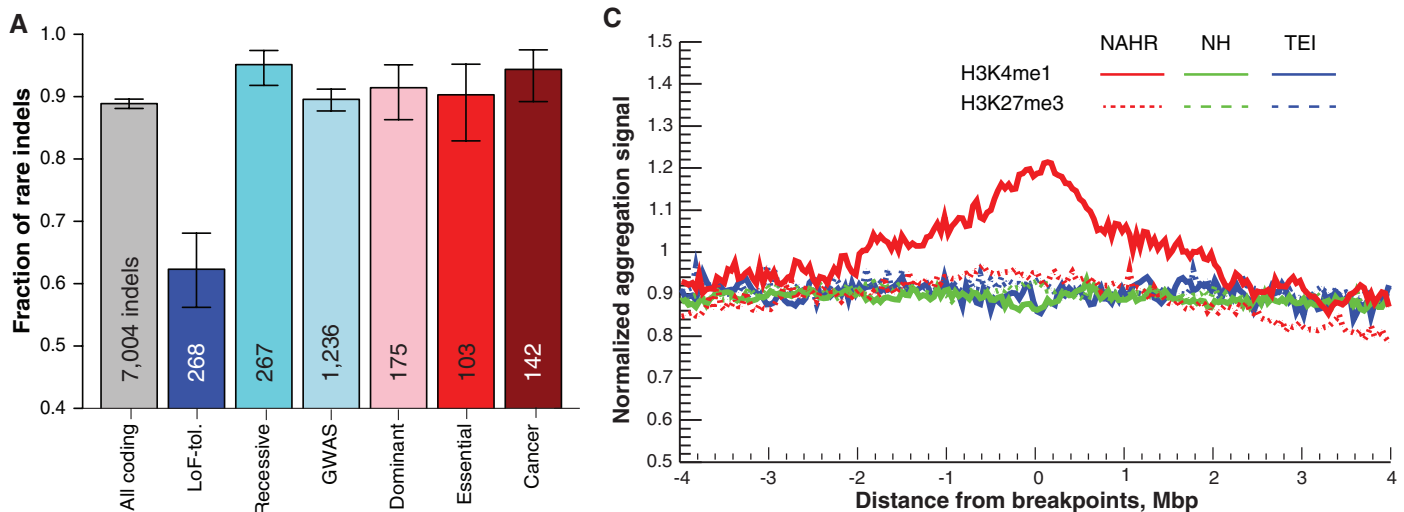 A
Fraction of rare indels
1.0
0.9
0.8
0.7
0.6
0.5
0.4
7,004 indels
268
267
1,236
175
103
142
All coding
LoF-tol.
Recessive
GWAS
Dominant
Essential
Cancer
C
NAHR NH TEI
H3K4me1
H3K27me3
Normalized aggregation signal
1.5
1.4
1.3
1.2
1.1
1
0.9
0.8
0.7
0.6
0.5
-4 -3 -2 -1 0 1 2 3 4
Distance from breakpoints, Mbp